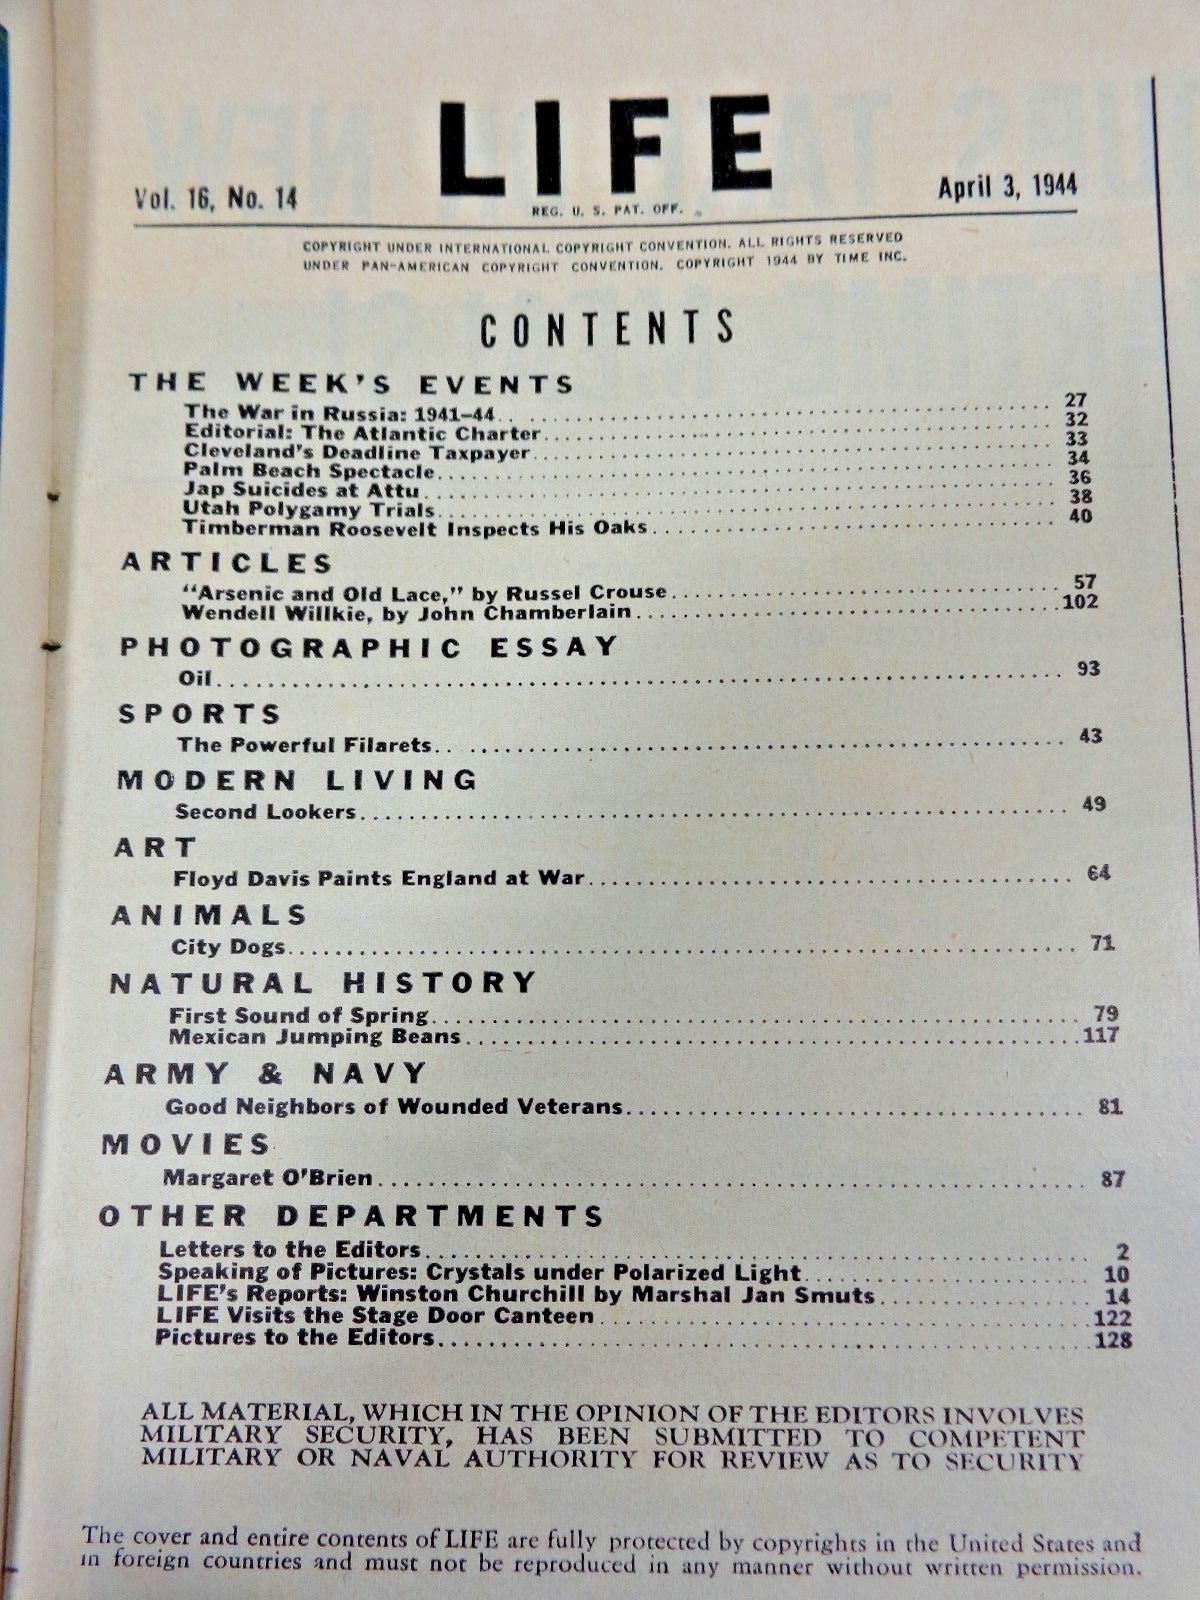 LIFE
Vol. 16, No. 14
April 3, 1944
REG. U. S. PAT. OFF.
COPYRIGHT UNDER INTERNATIONAL COPYRIGHT CONVENTION. ALL RIGHTS RESERVED
UNDER PAN-AMERICAN COPYRIGHT CONVENTION. COPYRIGHT 1944 BY TIME INC.
CONTENTS
THE WEEK'S EVENTS
The War in Russia: 1941–44 27
Editorial: The Atlantic Charter 32
Cleveland's Deadline Taxpayer 33
Palm Beach Spectacle 34
Jap Suicides at Attu 36
Utah Polygamy Trials 38
Timberman Roosevelt Inspects His Oaks 40
ARTICLES
"Arsenic and Old Lace," by Russel Crouse 57
Wendell Willkie, by John Chamberlain 102
PHOTOGRAPHIC ESSAY
Oil 93
SPORTS
The Powerful Filarets 43
MODERN LIVING
Second Lookers 49
ART
Floyd Davis Paints England at War 64
ANIMALS
City Dogs 71
NATURAL HISTORY
First Sound of Spring 79
Mexican Jumping Beans 117
ARMY & NAVY
Good Neighbors of Wounded Veterans 81
MOVIES
Margaret O'Brien 87
OTHER DEPARTMENTS
Letters to the Editors 2
Speaking of Pictures: Crystals under Polarized Light 10
LIFE's Reports: Winston Churchill by Marshal Jan Smuts 14
LIFE Visits the Stage Door Canteen 122
Pictures to the Editors 128
ALL MATERIAL, WHICH IN THE OPINION OF THE EDITORS INVOLVES
MILITARY SECURITY, HAS BEEN SUBMITTED TO COMPETENT
MILITARY OR NAVAL AUTHORITY FOR REVIEW AS TO SECURITY
The cover and entire contents of LIFE are fully protected by copyrights in the United States and
in foreign countries and must not be reproduced in any manner without written permission.